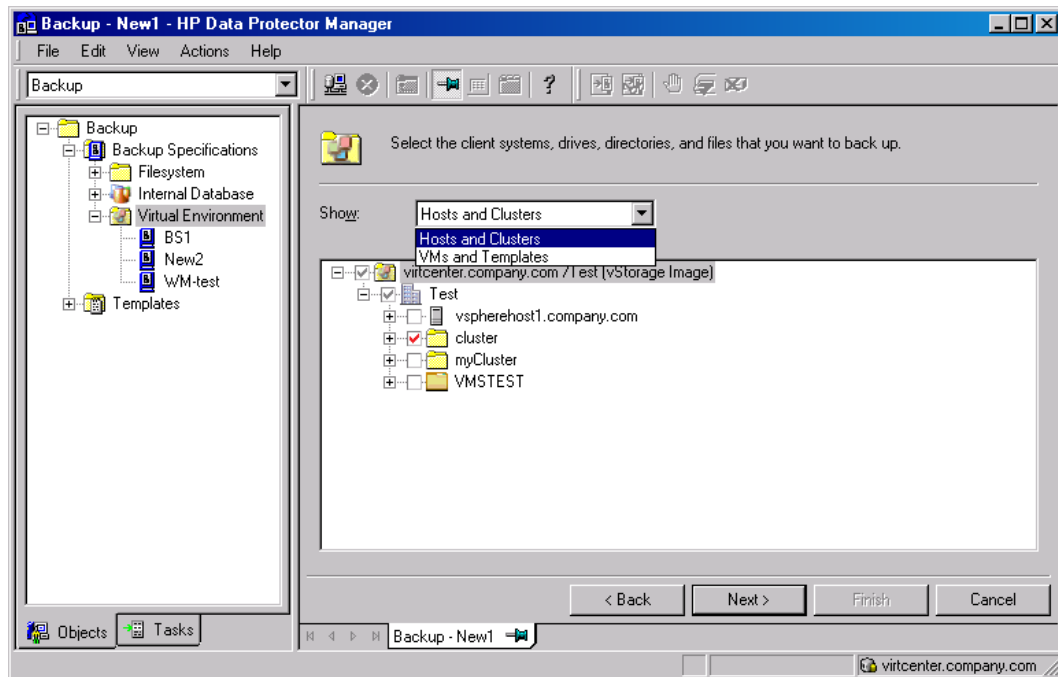 Backup - New1 - HP Data Protector Manager
File Edit View Actions Help
Backup
?
Backup
Backup Specifications
Filesystem
Internal Database
Virtual Environment
BS1
New2
WM-test
Templates
Select the client systems, drives, directories, and files that you want to back up.
Show:
Hosts and Clusters
Hosts and Clusters
VMs and Templates
virtcenter.company.com /Test [vStorage Image]
Test
vspherehost1.company.com
cluster
myCluster
VMSTEST
< Back
Next >
Finish
Cancel
Objects
Tasks
Backup - New1
virtcenter.company.com